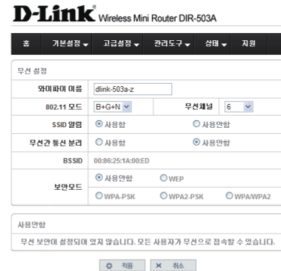 D-Link Wireless Mini Router DIR-503A
홈 기본설정 고급설정 관리도구 상태 지원
무선 설정
와이파이 이름 dlink-503a-z
802.11 모드 B+G+N 무선채널 6
SSID 알림 사용함 사용안함
무선간 통신 분리 사용함 사용안함
BSSID 00:86:25:1A:00:ED
보안모드 사용안함 WEP
WPA-PSK WPA2-PSK WPA/WPA2
사용안함
무선 보안이 설정되어 있지 않습니다. 모든 사용자가 무선으로 접속할 수 있습니다.
적용 취소